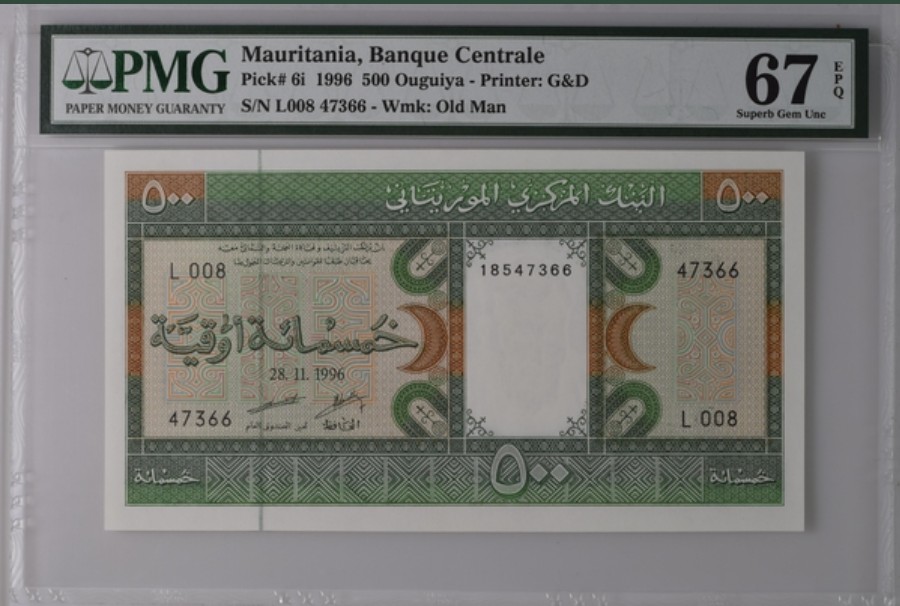 PMG
PAPER MONEY GUARANTY
Mauritania, Banque Centrale
Pick# 6i 1996 500 Ouguiya - Printer: G&D
S/N L008 47366 - Wmk: Old Man
67
EPQ
Superb Gem Unc
٥٠٠
البنك المركزي الموريتاني
٥٠٠
L 008
18547366
47366
خمسمائة أوقية
28. 11. 1996
47366
المحافظ
L 008
خمسمائة
٥٠٠
خمسمائة